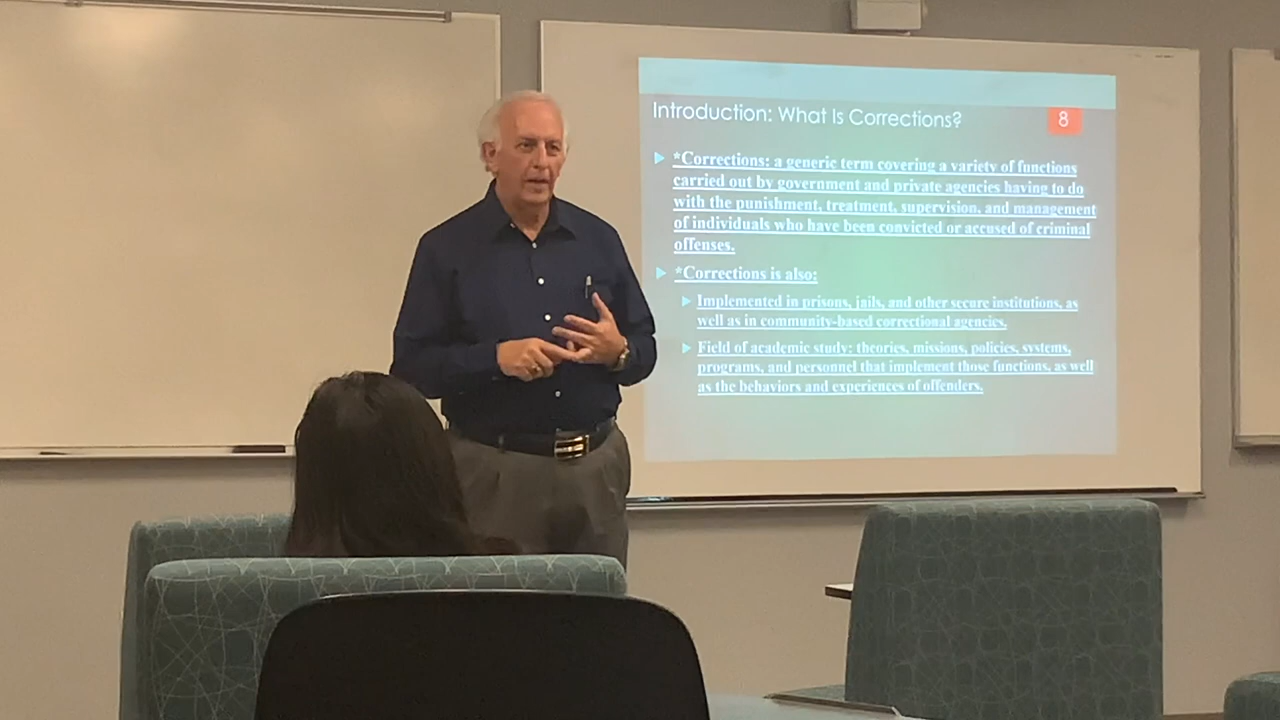 Introduction: What Is Corrections?
8
*Corrections: a generic term covering a variety of functions
carried out by government and private agencies having to do
with the punishment, treatment, supervision, and management
of individuals who have been convicted or accused of criminal
offenses.
*Corrections is also:
Implemented in prisons, jails, and other secure institutions, as
well as in community-based correctional agencies.
Field of academic study: theories, missions, policies, systems,
programs, and personnel that implement those functions, as well
as the behaviors and experiences of offenders.